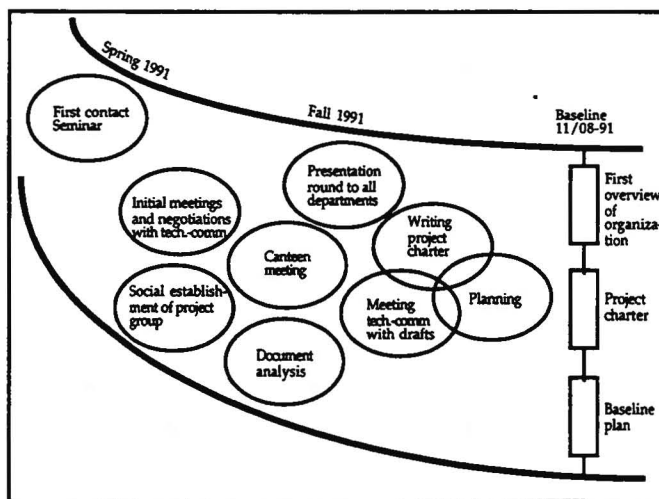 Spring 1991
Fall 1991
Baseline
11/08-91
First contact
Seminar
Presentation
round to all
departments
First
overview
of
organiza-
tion
Initial meetings
and negotiations
with tech.-comm
Writing
project
charter
Canteen
meeting
Social establish-
ment of project
group
Meeting
tech.-comm
with drafts
Planning
Project
charter
Document
analysis
Baseline
plan